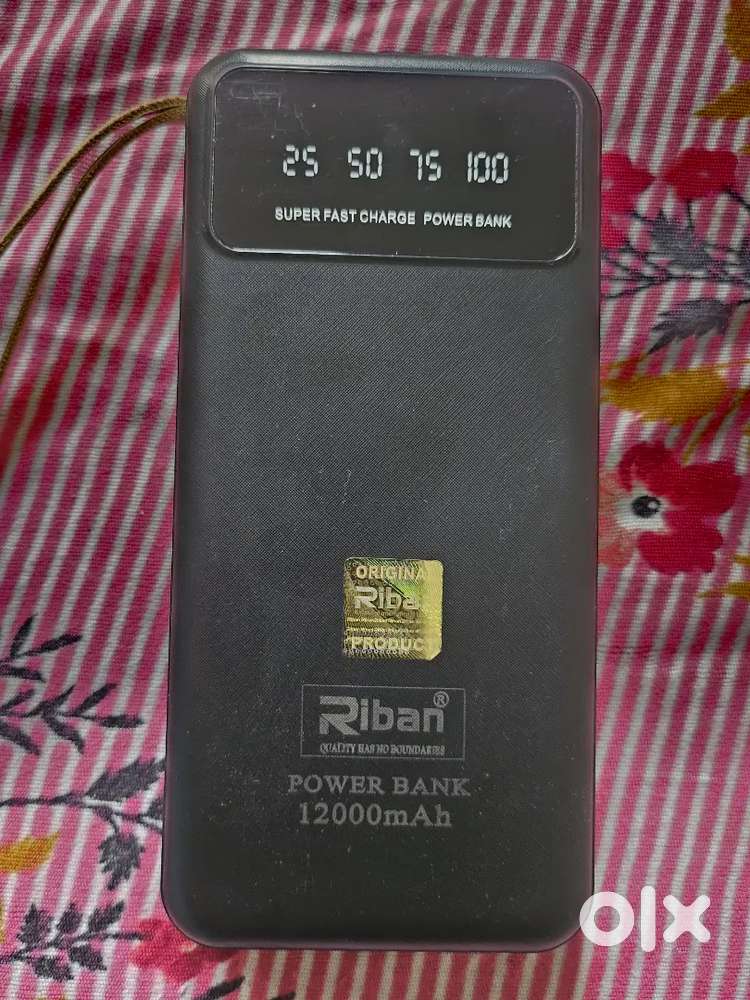 25 50 75 100
SUPER FAST CHARGE POWER BANK
ORIGINA
Riba
PRODUC
Riban®
QUALITY HAS NO BOUNDARIES
POWER BANK
12000mAh
olx